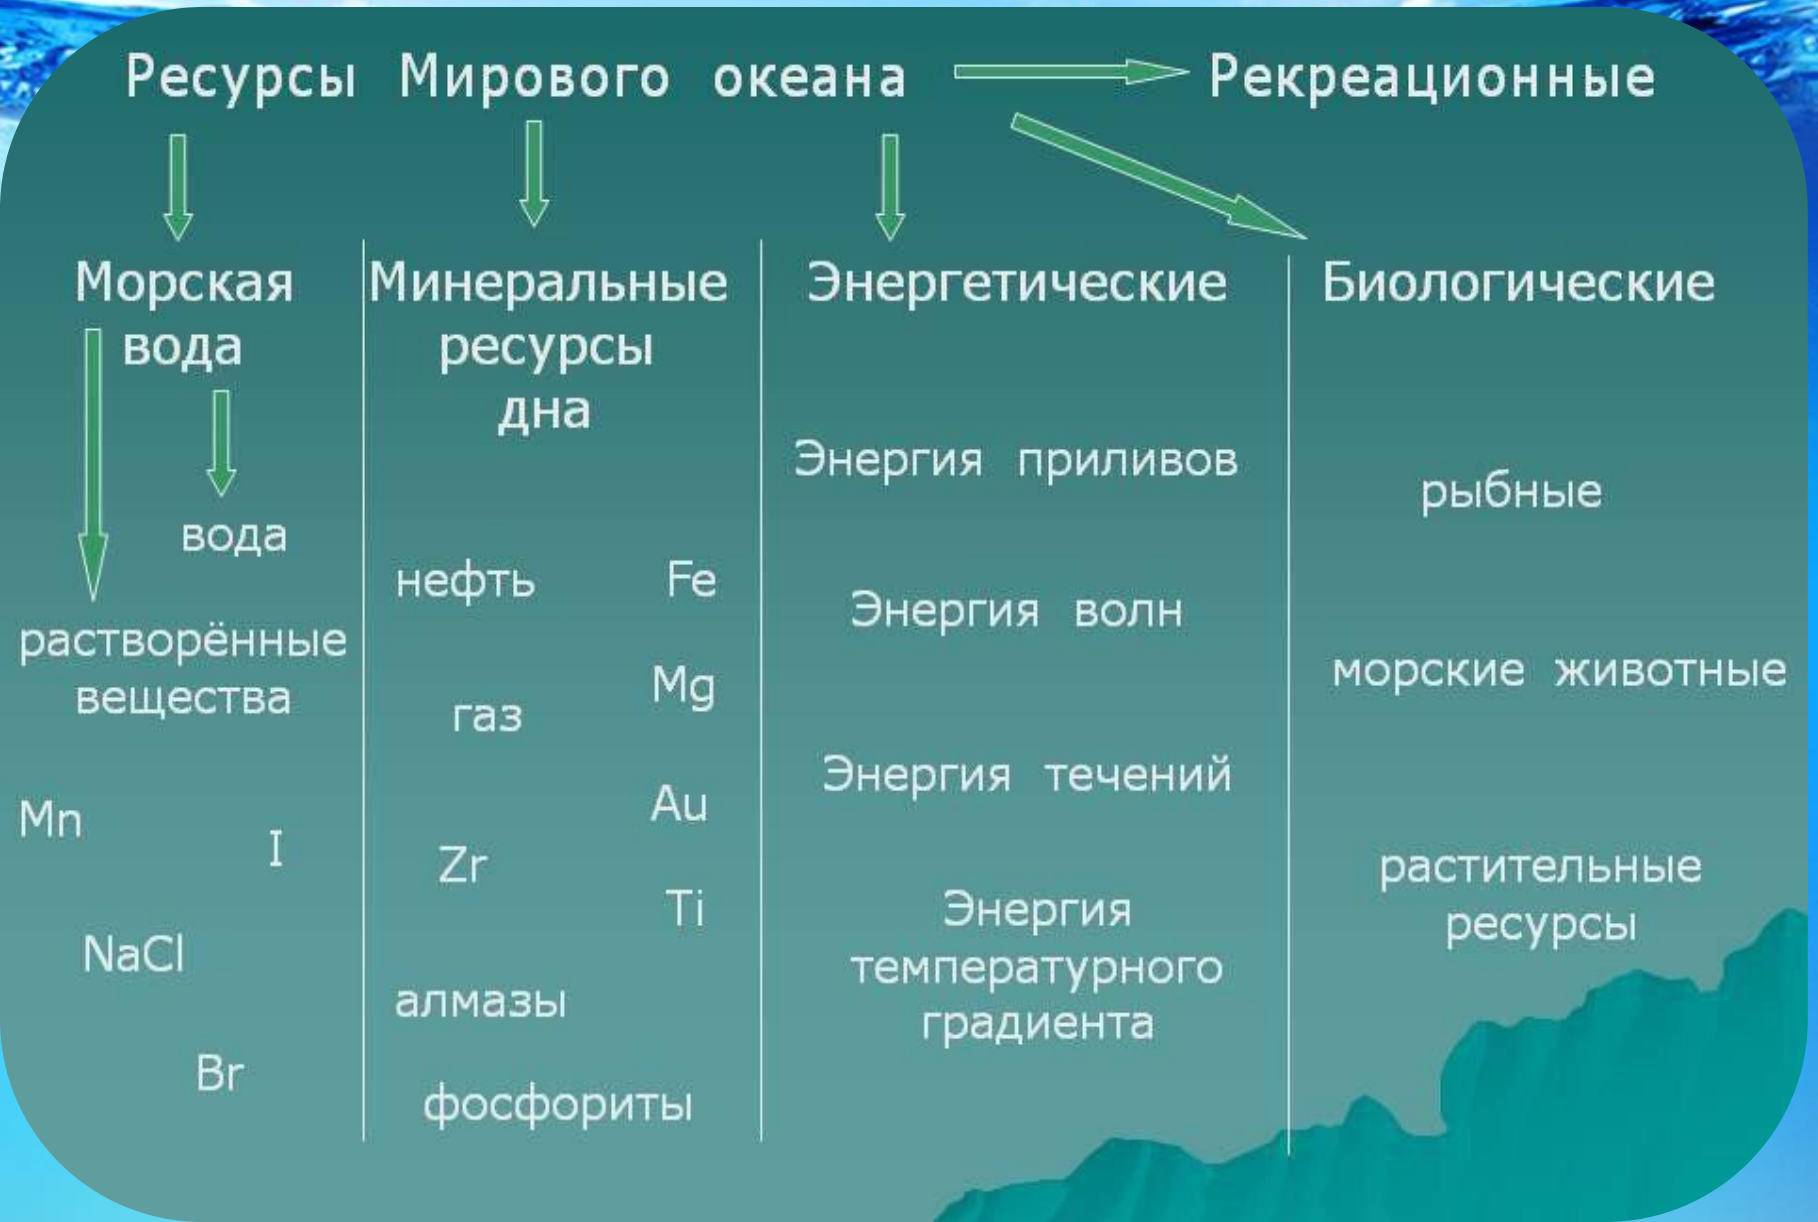 Ресурсы Мирового океана
Рекреационные
Морская
вода
вода
растворённые
вещества
Mn
I
NaCl
Br
Минеральные
ресурсы
дна
нефть
Fe
Mg
газ
Au
Zr
Ti
алмазы
фосфориты
Энергетические
Энергия приливов
Энергия волн
Энергия течений
Энергия
температурного
градиента
Биологические
рыбные
морские животные
растительные
ресурсы